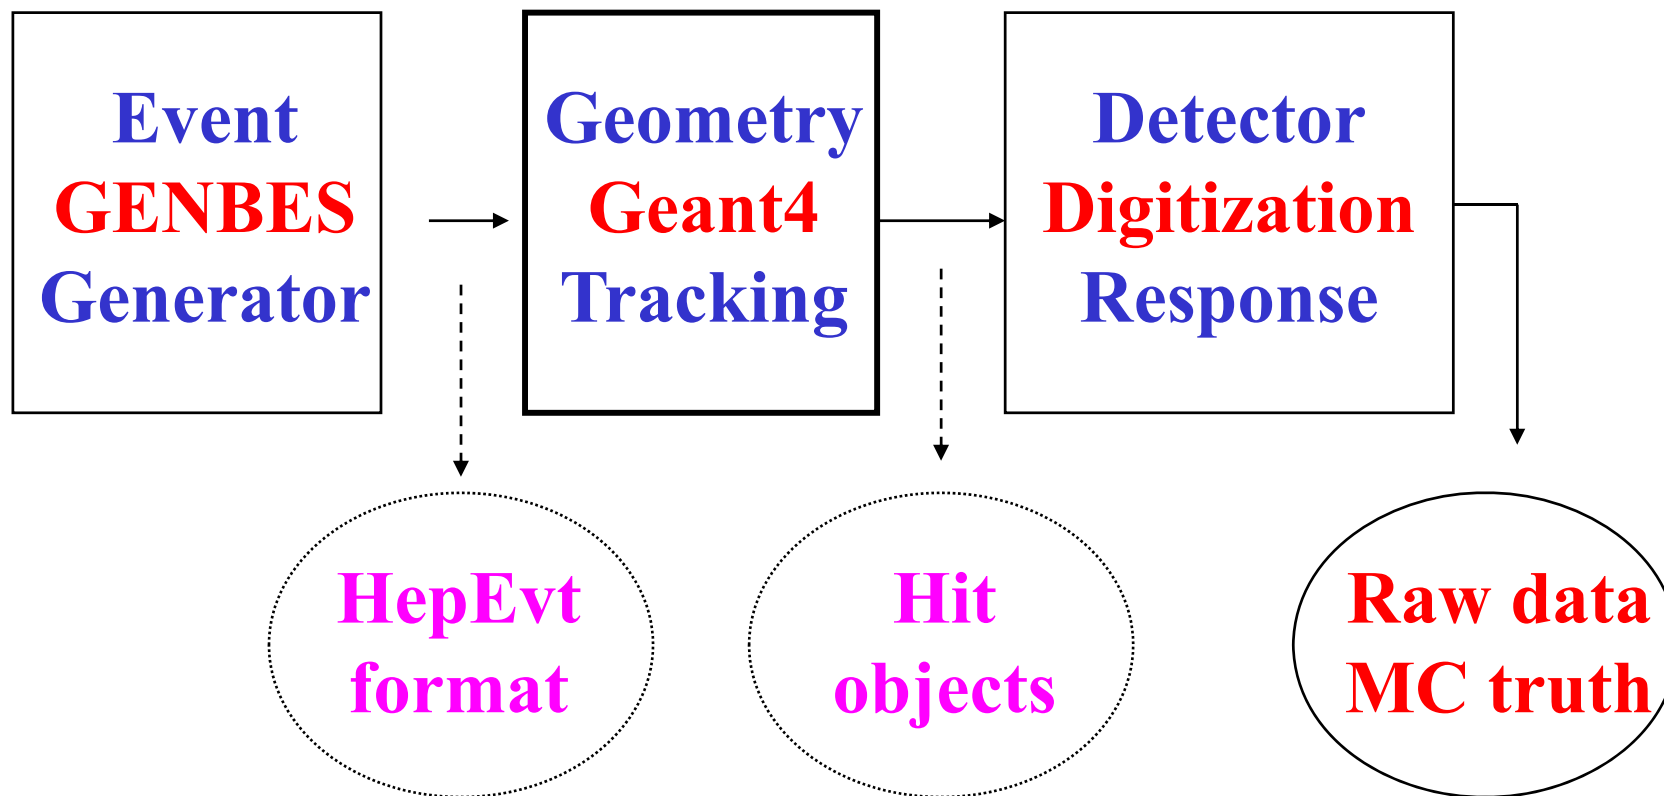 Event
GENBES
Generator
Geometry
Geant4
Tracking
Detector
Digitization
Response
HepEvt
format
Hit
objects
Raw data
MC truth